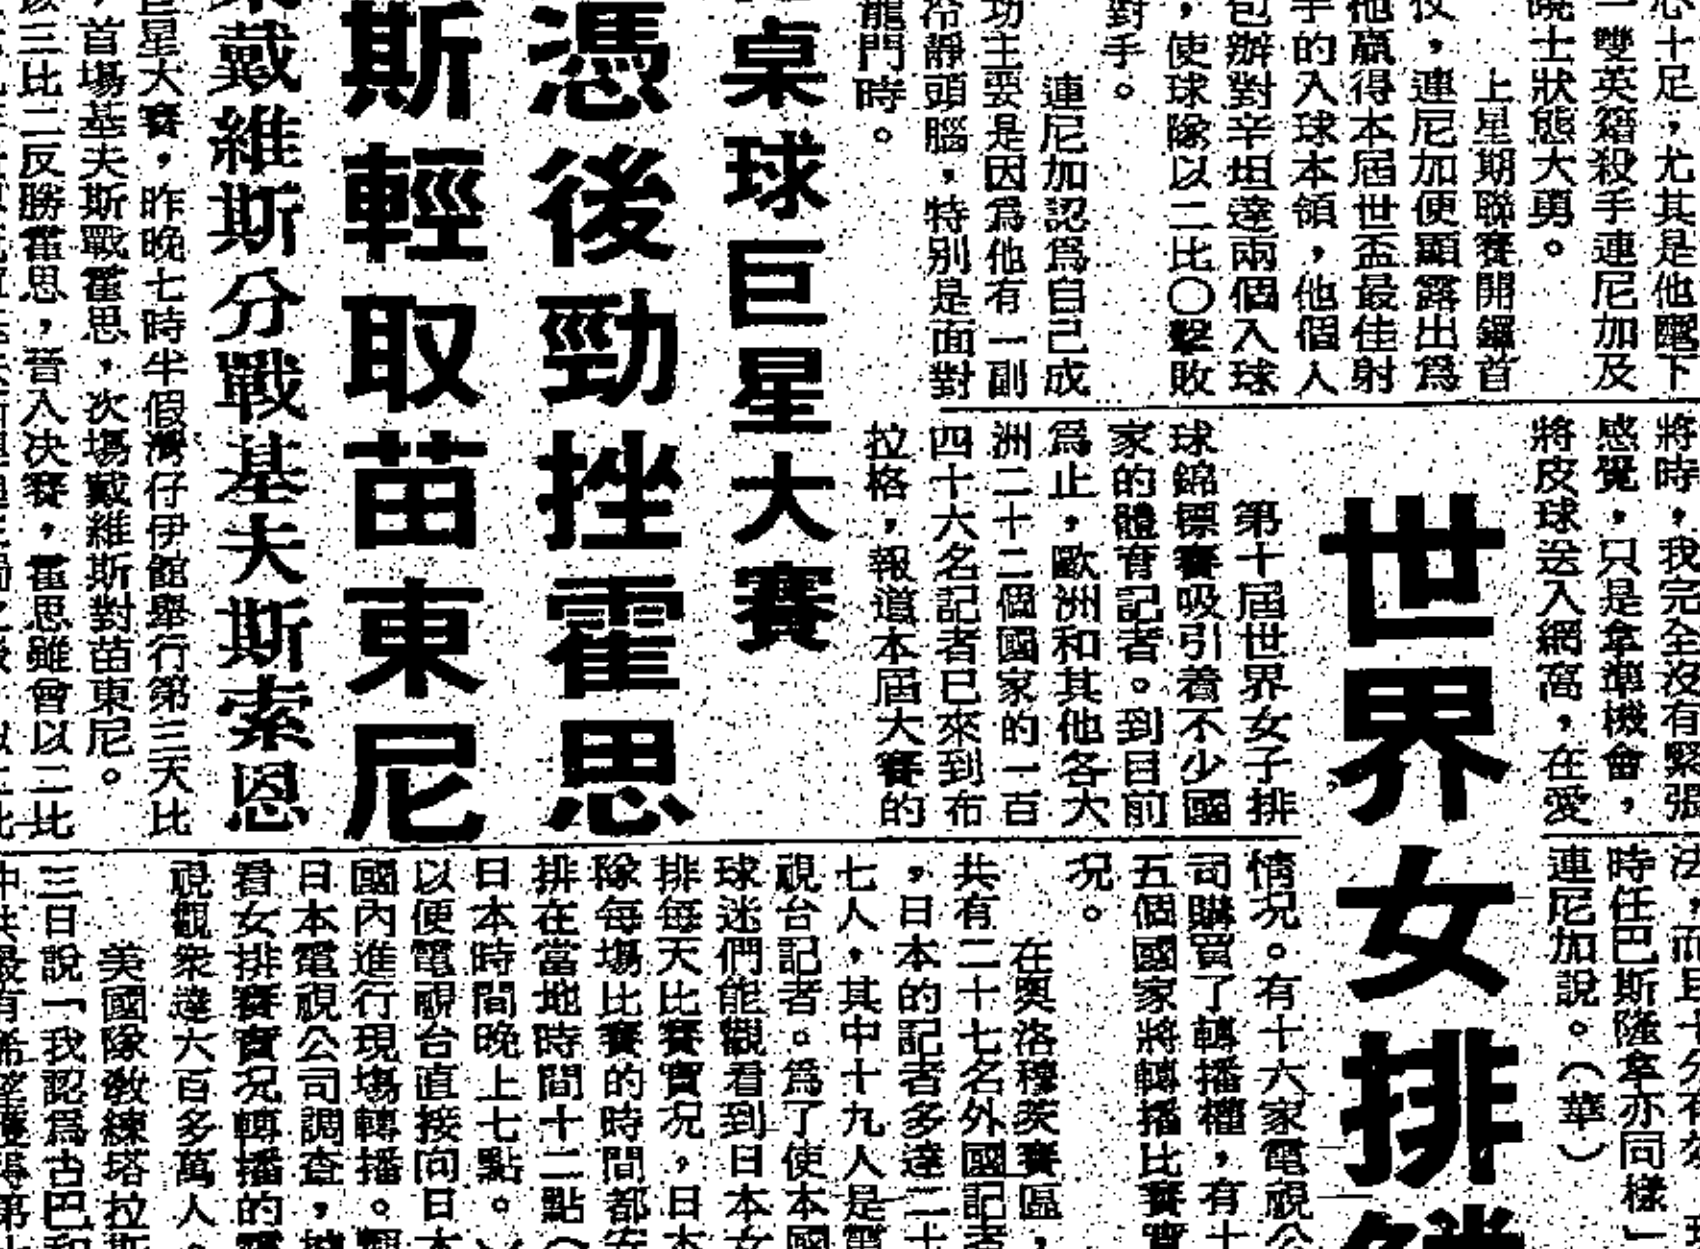 心十足，尤其是他麾下
一雙英籍殺手連尼加及
曉士狀態大勇。
上星期聯賽開鑼首
役，連尼加便顯露出為
他贏得本屆世盃最佳射
手的入球本領，他個人
包辦對辛坦達兩個入球
，使球隊以二比〇擊敗
對手。
連尼加認為自己成
功主要是因為他有一副
冷靜頭腦，特別是面對
龍門時。
將時，我完全沒有緊張
感覺，只是拿準機會，
將皮球送入網窩，在愛
法，而且十分有
時任巴斯隆拿亦同樣」
連尼加說。（華）
世界女排
第十屆世界女子排
球錦標賽吸引着不少國
家的體育記者。到目前
為止，歐洲和其他各大
洲二十二個國家的一百
四十六名記者已來到布
拉格，報道本屆大賽的
情況。有十六家電視公
司購買了轉播權，有十
五個國家將轉播比賽實
況。
在奧洛穆茨賽區，
共有二十七名外國記者
，日本的記者多達二十
七人，其中十九人是電
視台記者。為了使本國
球迷們能觀看到日本女
排每天比賽實況，日本
隊每場比賽的時間都安
排在當地時間十二點（
日本時間晚上七點。）
以便電視台直接向日本
國內進行現場轉播。據
日本電視公司調查，
看女排賽實況轉播的電
視觀眾達六百多萬人。
美國隊教練塔拉斯
三日說「我認為古巴和
中共最有希望獲得第
桌球巨星大賽
憑後勁挫霍思
斯輕取苗東尼
戴維斯分戰基夫斯索恩
巨星大賽，昨晚七時半假灣仔伊館舉行第三天比
，首場基夫斯戰霍思，次場戴維斯對苗東尼。
三比二反勝霍思，晉入決賽，霍思雖會以二比